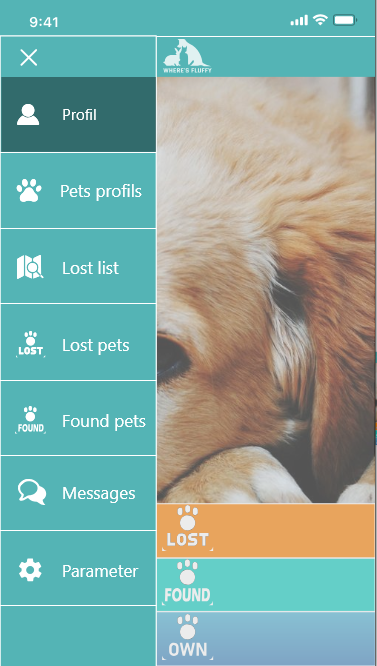 9:41
WHERE'S FLUFFY
Profil
Pets profils
Lost list
LOST
Lost pets
FOUND
Found pets
Messages
Parameter
LOST
FOUND
OWN